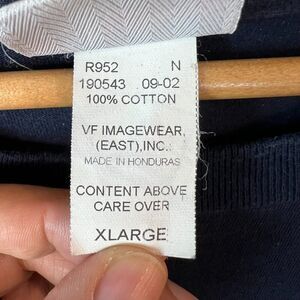 R952 N
190543 09-02
100% COTTON
VF IMAGEWEAR,
(EAST), INC.:
MADE IN HONDURAS
CONTENT ABOVE
CARE OVER
XLARGE